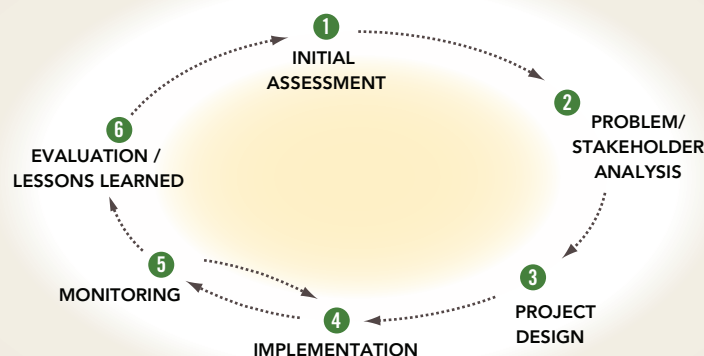 1
INITIAL
ASSESSMENT
2
PROBLEM/
STAKEHOLDER
ANALYSIS
3
PROJECT
DESIGN
4
IMPLEMENTATION
5
MONITORING
6
EVALUATION /
LESSONS LEARNED